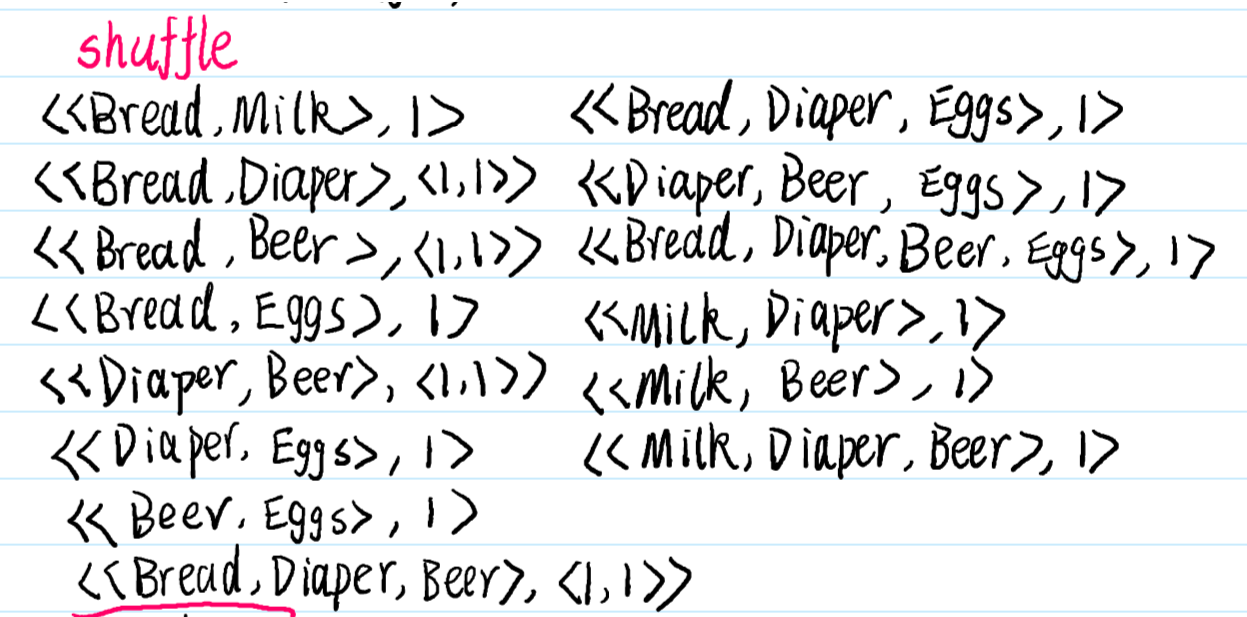 shuffle
<<Bread, Milk>, 1>
<<Bread, Diaper>, <1, 1>>
<<Bread, Beer>, <1, 1>>
<<Bread, Eggs>, 1>
<<Diaper, Beer>, <1, 1>>
<<Diaper, Eggs>, 1>
<<Beer, Eggs>, 1>
<<Bread, Diaper, Beer>, <1, 1>>
<<Bread, Diaper, Eggs>, 1>
<<Diaper, Beer, Eggs>, 1>
<<Bread, Diaper, Beer, Eggs>, 1>
<<Milk, Diaper>, 1>
<<Milk, Beer>, 1>
<<Milk, Diaper, Beer>, 1>